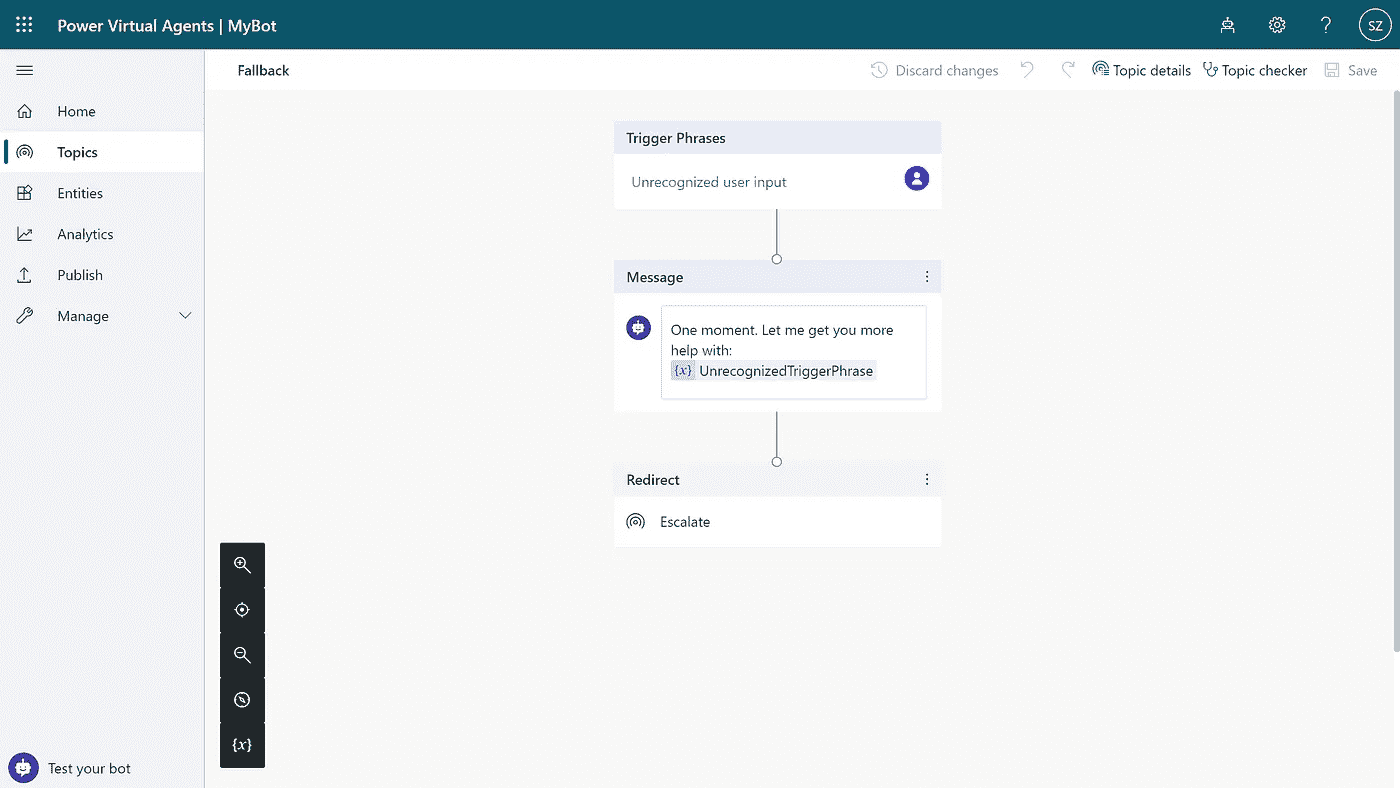 Power Virtual Agents | MyBot
?
SZ
Fallback
Discard changes
Topic details
Topic checker
Save
Home
Topics
Entities
Analytics
Publish
Manage
Trigger Phrases
Unrecognized user input
Message
One moment. Let me get you more
help with:
{x} UnrecognizedTriggerPhrase
Redirect
Escalate
{x}
Test your bot